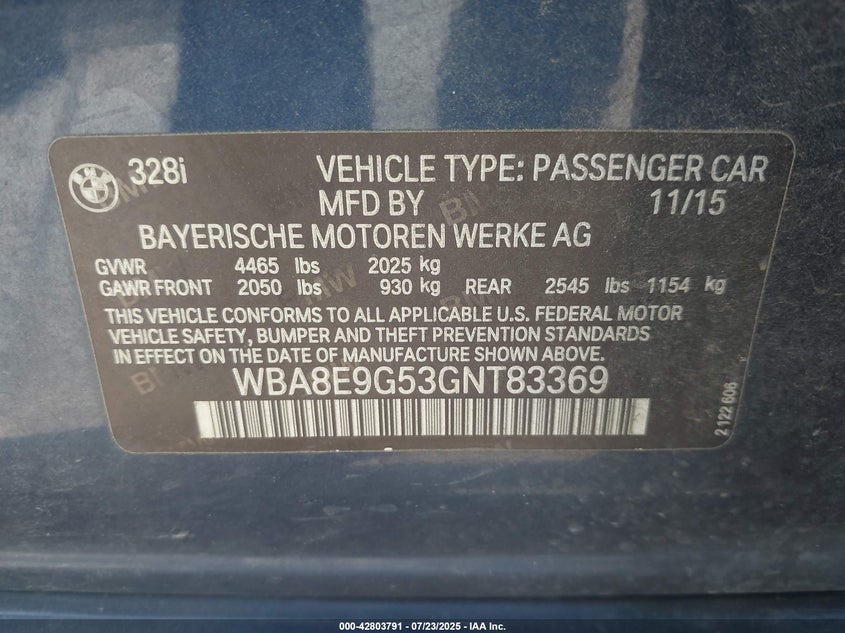 328i VEHICLE TYPE: PASSENGER CAR
MFD BY 11/15
BAYERISCHE MOTOREN WERKE AG
GVWR 4465 lbs 2025 kg
GAWR FRONT 2050 lbs 930 kg REAR 2545 lbs 1154 kg
THIS VEHICLE CONFORMS TO ALL APPLICABLE U.S. FEDERAL MOTOR
VEHICLE SAFETY, BUMPER AND THEFT PREVENTION STANDARDS
IN EFFECT ON THE DATE OF MANUFACTURE SHOWN ABOVE.
WBA8E9G53GNT83369
2 122 606
000-42803791 - 07/23/2025 - IAA Inc.